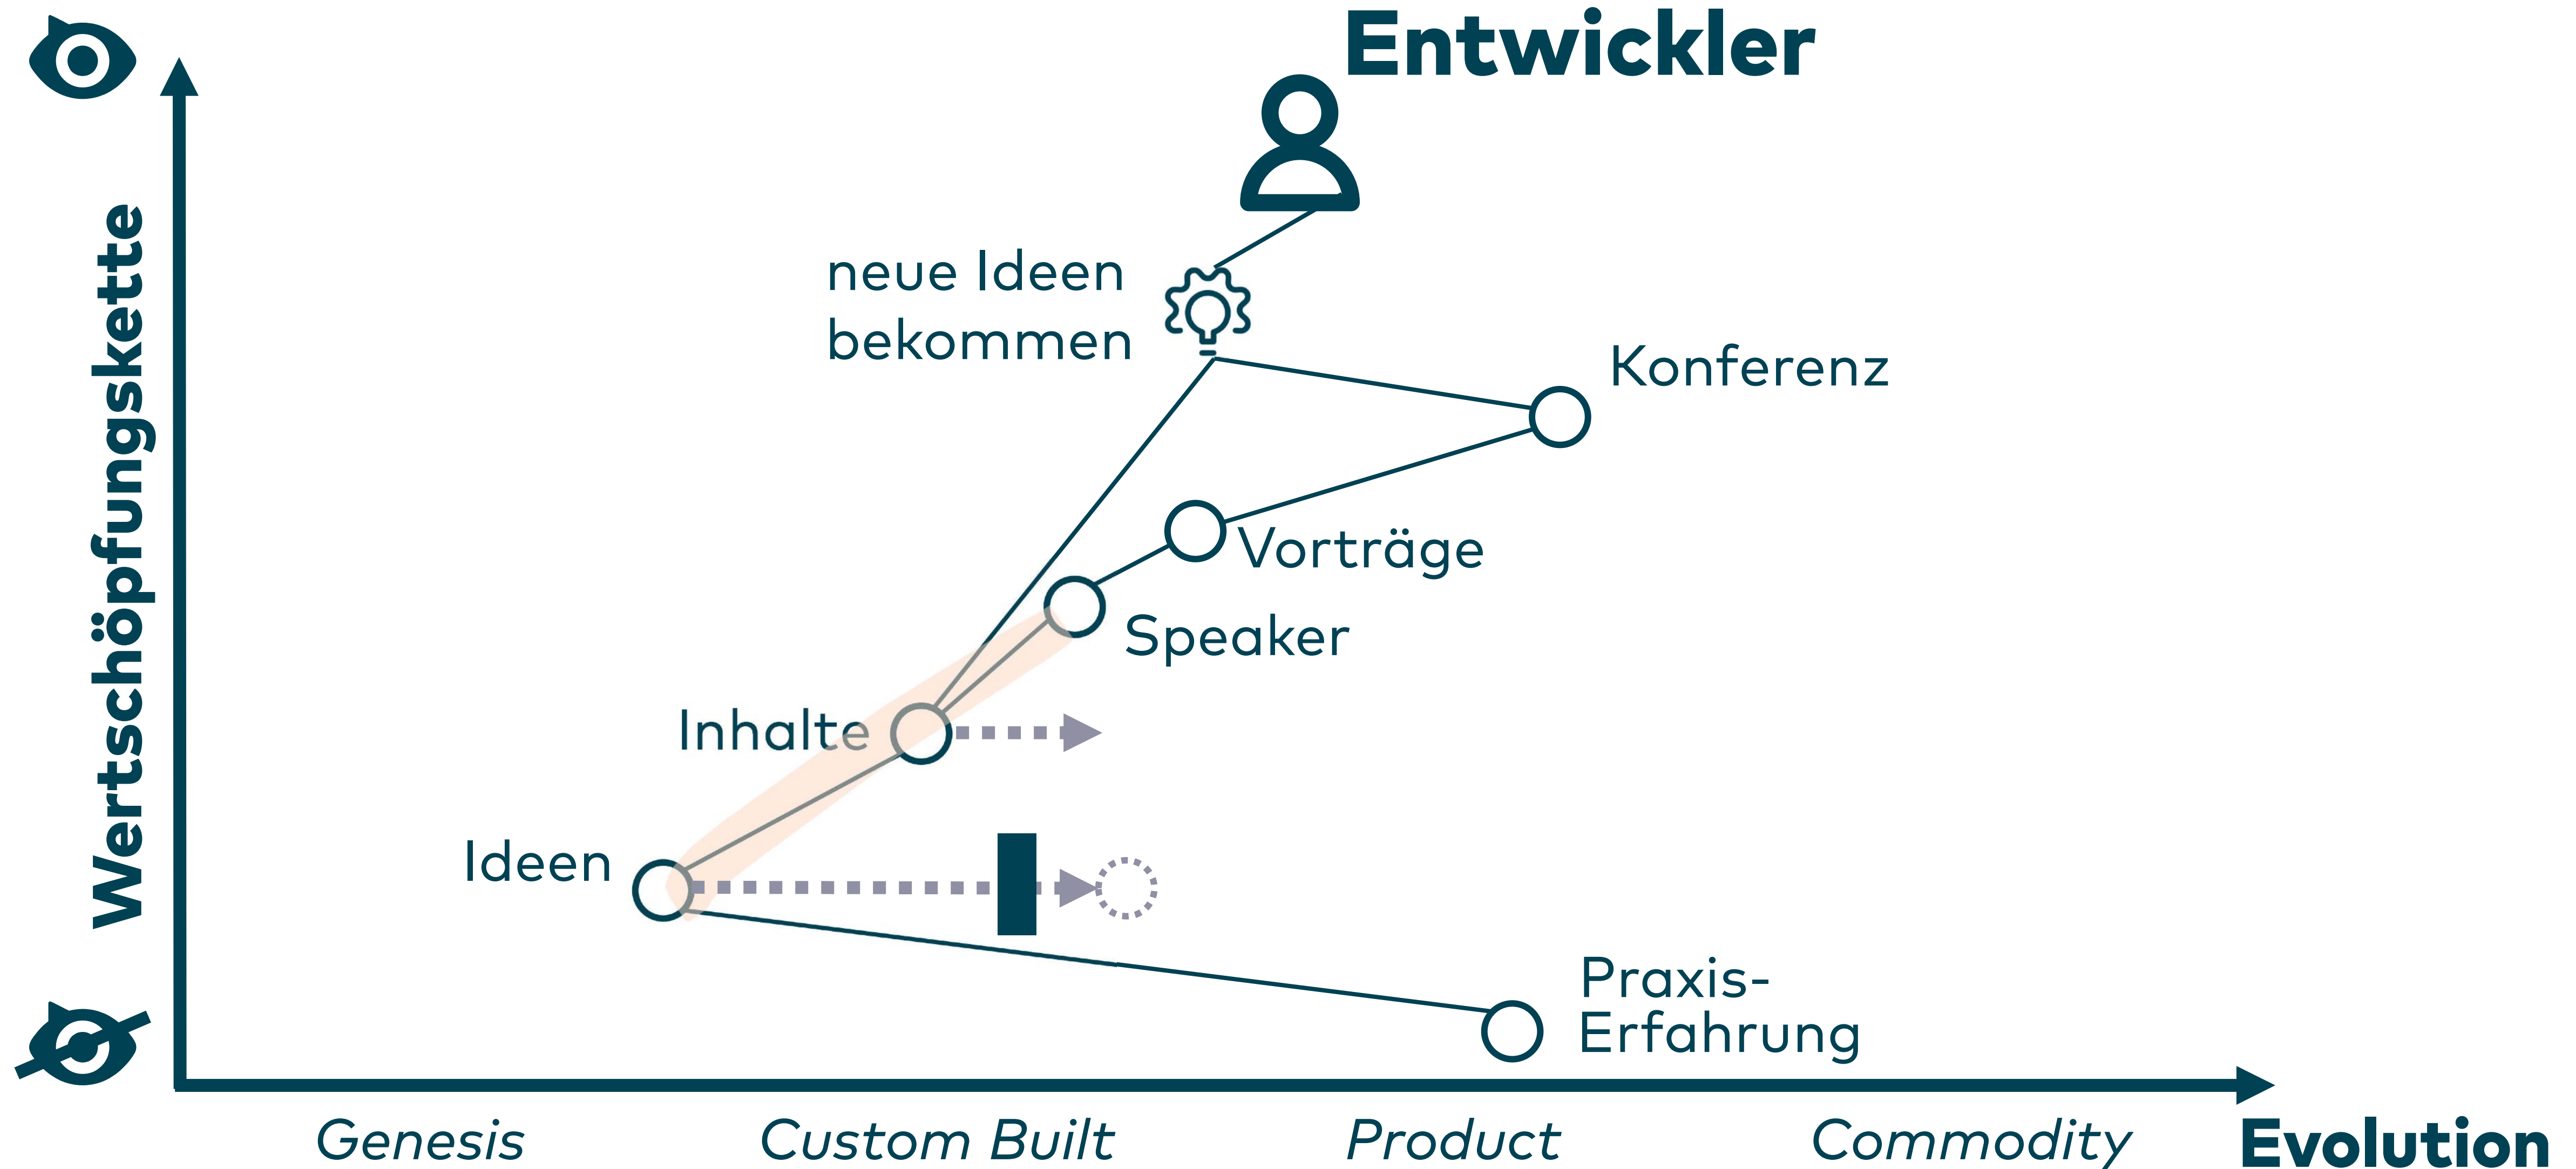 Entwickler
Wertschöpfungskette
neue Ideen
bekommen
Konferenz
Vorträge
Speaker
Inhalte
Ideen
Praxis-
Erfahrung
Genesis
Custom Built
Product
Commodity
Evolution